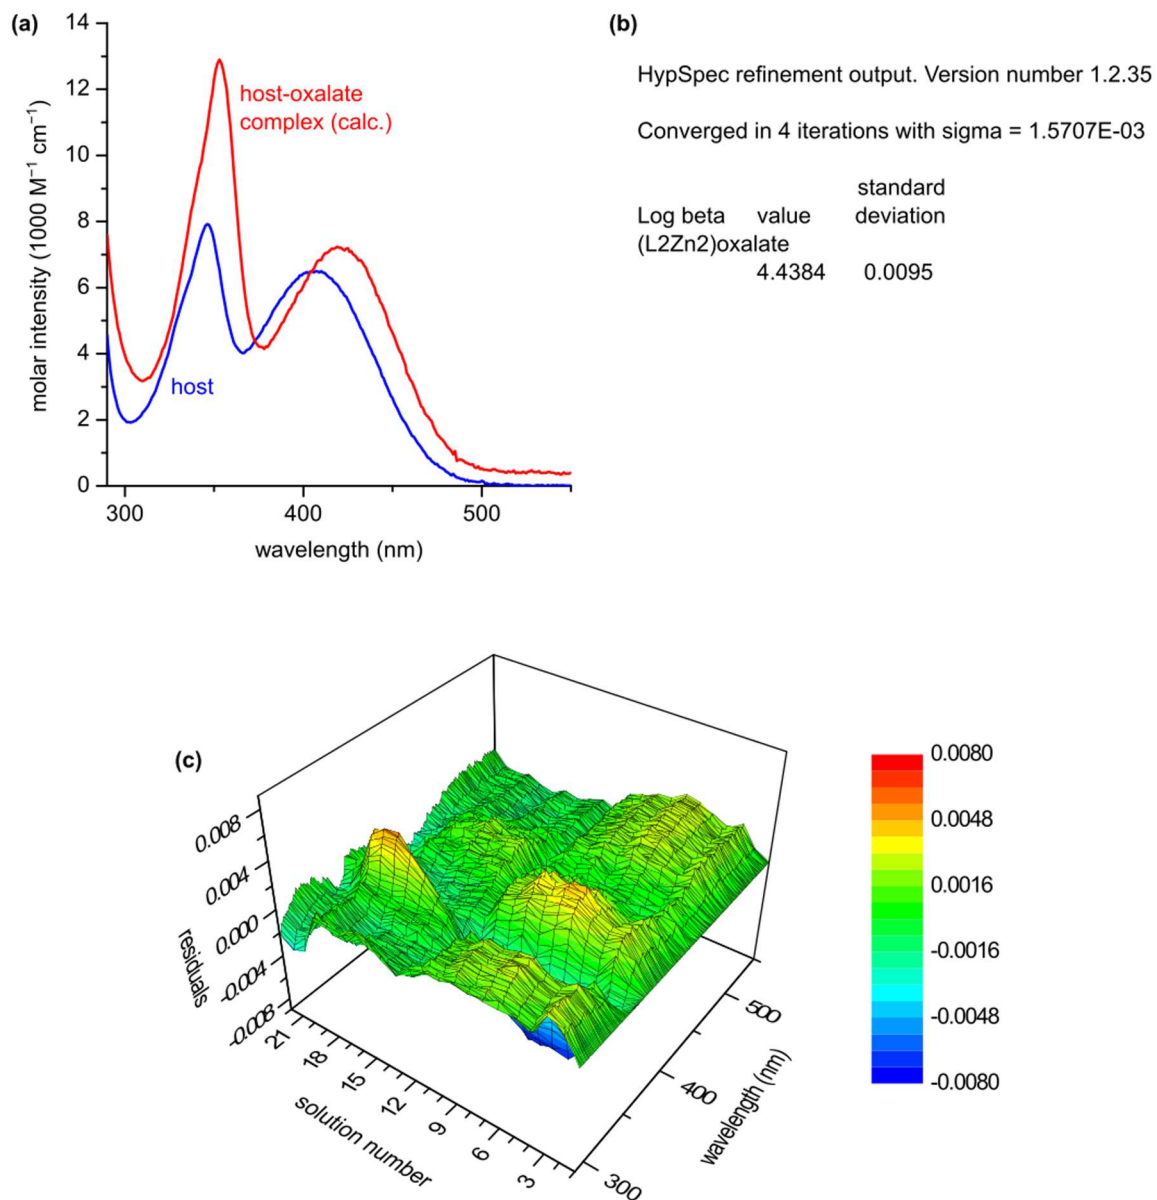 (a)
14
12
10
8
6
4
2
0
molar intensity (1000 M⁻¹ cm⁻¹)
host-oxalate
complex (calc.)
host
300
400
500
wavelength (nm)
(b)
HypSpec refinement output. Version number 1.2.35
Converged in 4 iterations with sigma = 1.5707E-03
standard
Log beta value deviation
(L2Zn2)oxalate
4.4384 0.0095
(c)
0.008
0.004
0.000
-0.004
-0.008
residuals
21
18
15
12
9
6
3
solution number
300
400
500
wavelength (nm)
0.0080
0.0048
0.0016
-0.0016
-0.0048
-0.0080